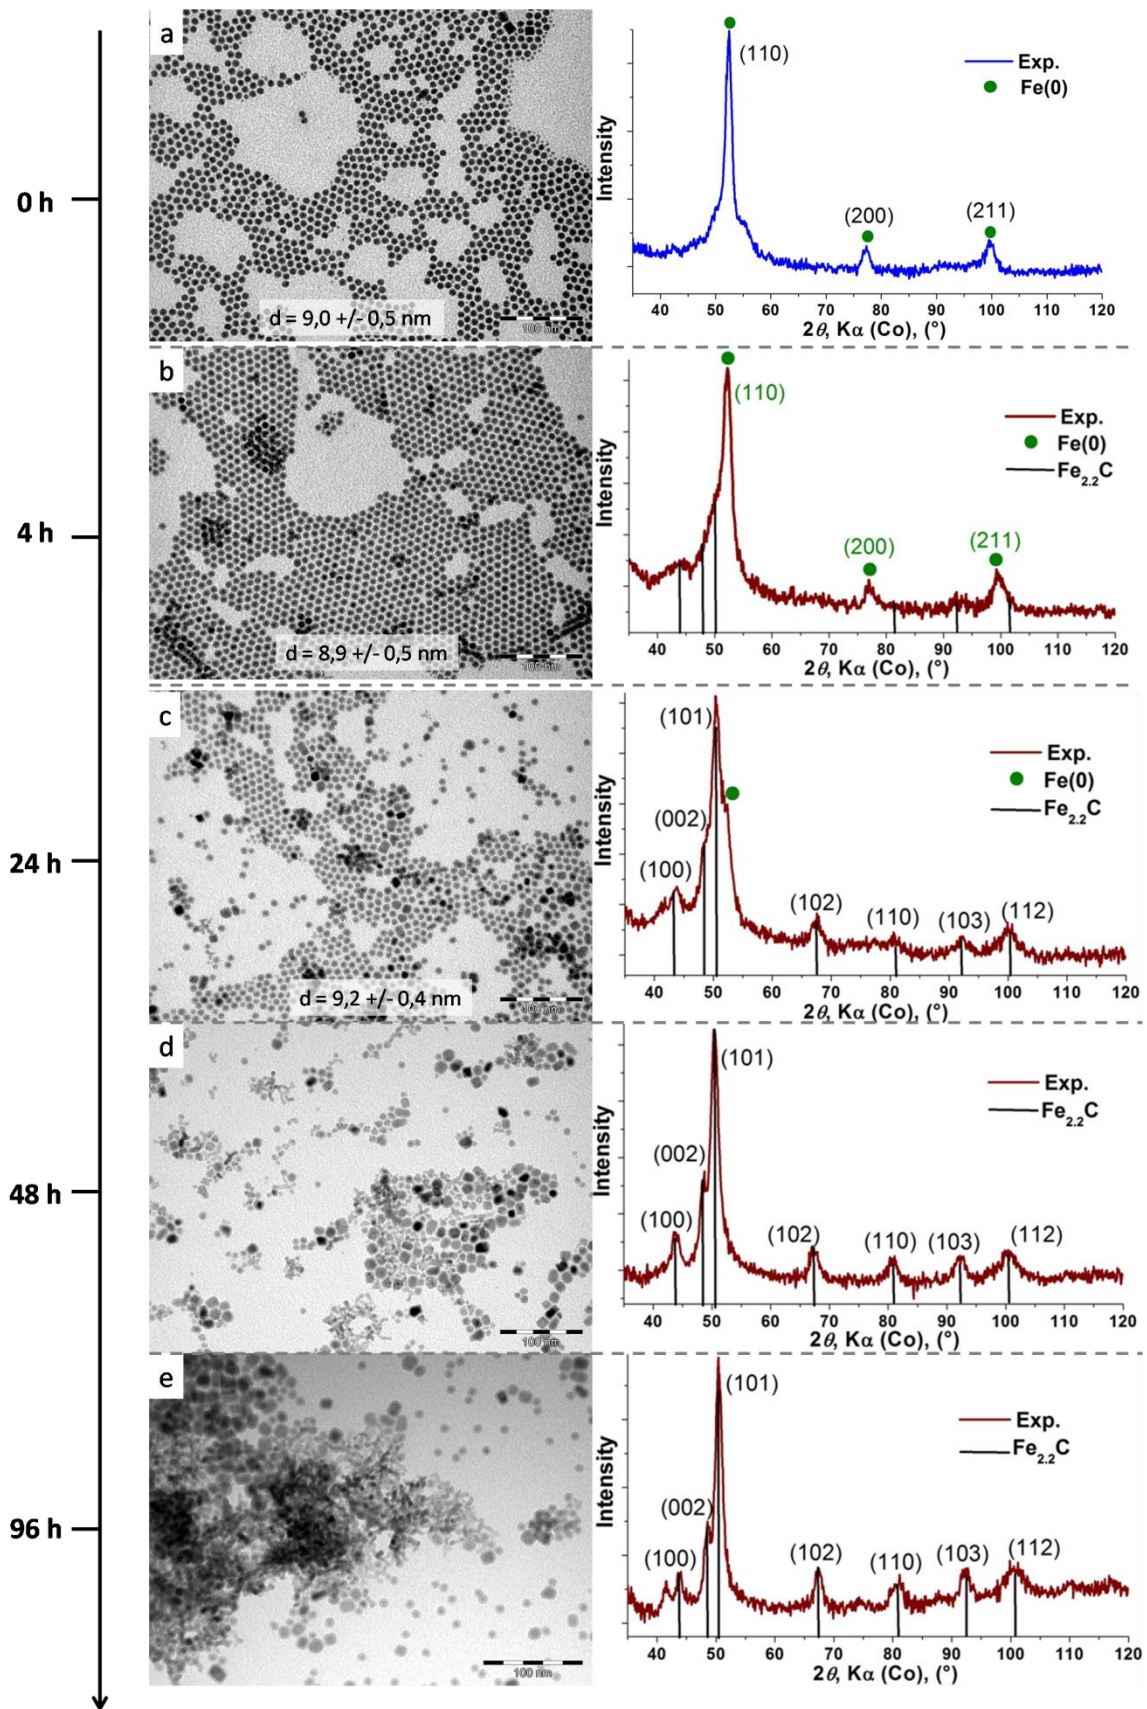 a
0 h
d = 9,0 +/- 0,5 nm
100 nm
Intensity
(110)
(200)
(211)
Exp.
Fe(0)
40 50 60 70 80 90 100 110 120
2θ, Kα (Co), (°)
b
4 h
d = 8,9 +/- 0,5 nm
100 nm
Intensity
(110)
(200)
(211)
Exp.
Fe(0)
Fe2.2C
40 50 60 70 80 90 100 110 120
2θ, Kα (Co), (°)
c
24 h
d = 9,2 +/- 0,4 nm
100 nm
Intensity
(101)
(002)
(100)
(102)
(110)
(103)
(112)
Exp.
Fe(0)
Fe2.2C
40 50 60 70 80 90 100 110 120
2θ, Kα (Co), (°)
d
48 h
100 nm
Intensity
(101)
(002)
(100)
(102)
(110)
(103)
(112)
Exp.
Fe2.2C
40 50 60 70 80 90 100 110 120
2θ, Kα (Co), (°)
e
96 h
100 nm
Intensity
(101)
(002)
(100)
(102)
(110)
(103)
(112)
Exp.
Fe2.2C
40 50 60 70 80 90 100 110 120
2θ, Kα (Co), (°)